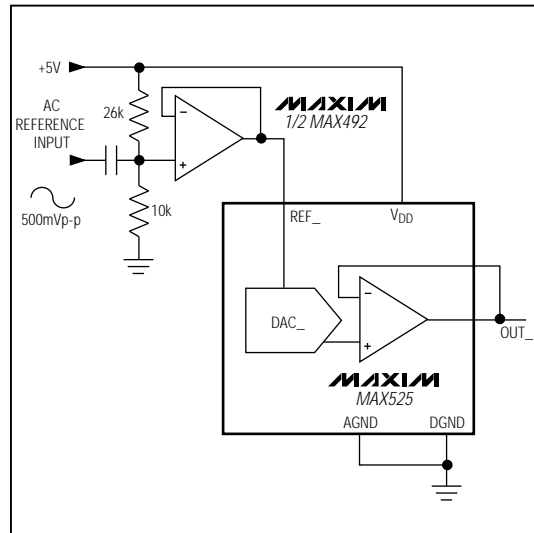 +5V
AC
REFERENCE
INPUT
500mVp-p
26k
10k
MAXIM
1/2 MAX492
−
+
REF_
VDD
DAC_
−
+
OUT_
MAXIM
MAX525
AGND
DGND